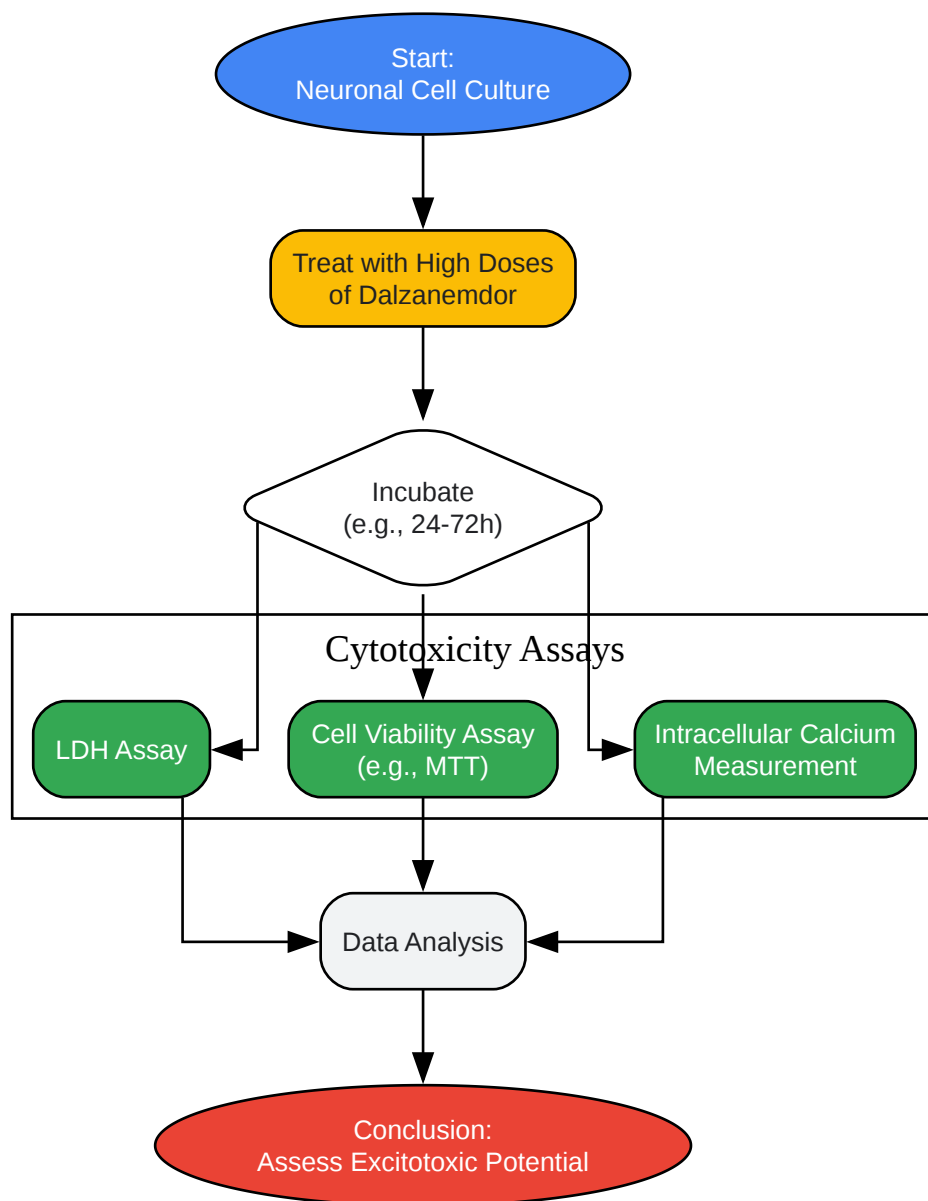 Start:
Neuronal Cell Culture
Treat with High Doses
of Dalzanemdor
Incubate
(e.g., 24-72h)
Cytotoxicity Assays
LDH Assay
Cell Viability Assay
(e.g., MTT)
Intracellular Calcium
Measurement
Data Analysis
Conclusion:
Assess Excitotoxic Potential